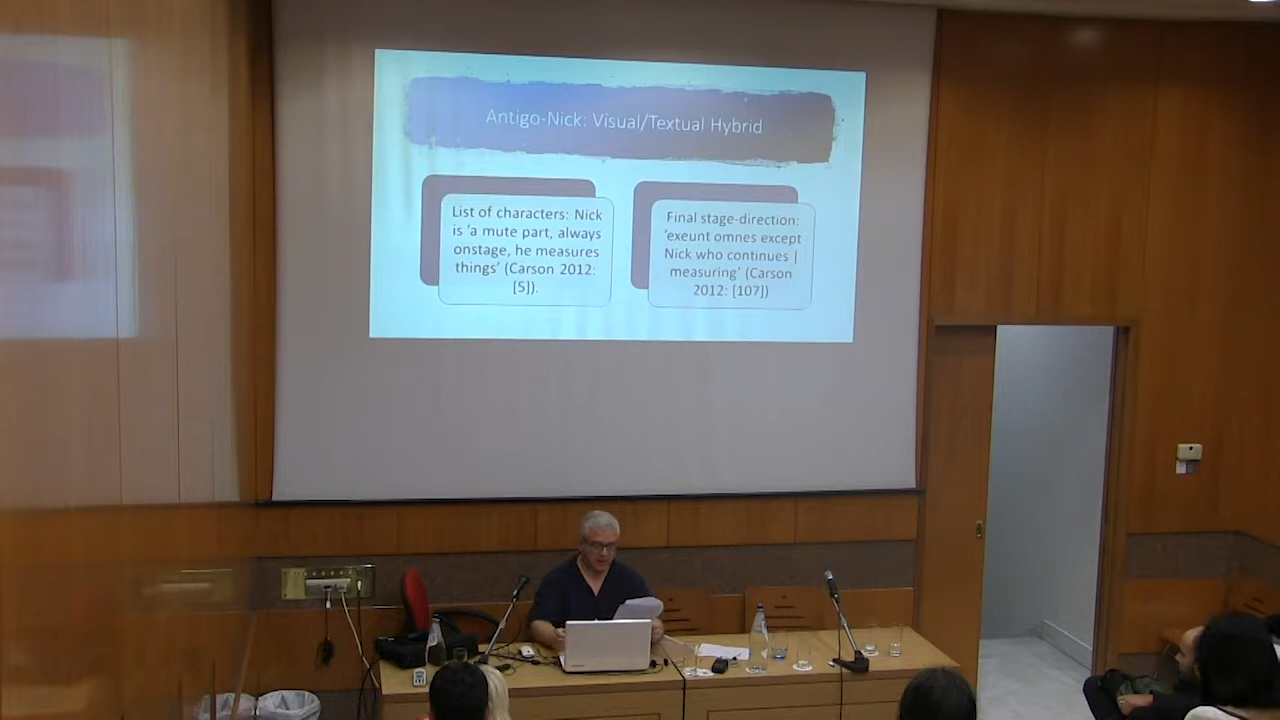 Antigo-Nick: Visual/Textual Hybrid
List of characters: Nick
is ‘a mute part, always
onstage, he measures
things’ (Carson 2012:
[5]).
Final stage-direction:
‘exeunt omnes except
Nick who continues |
measuring’ (Carson
2012: [107])